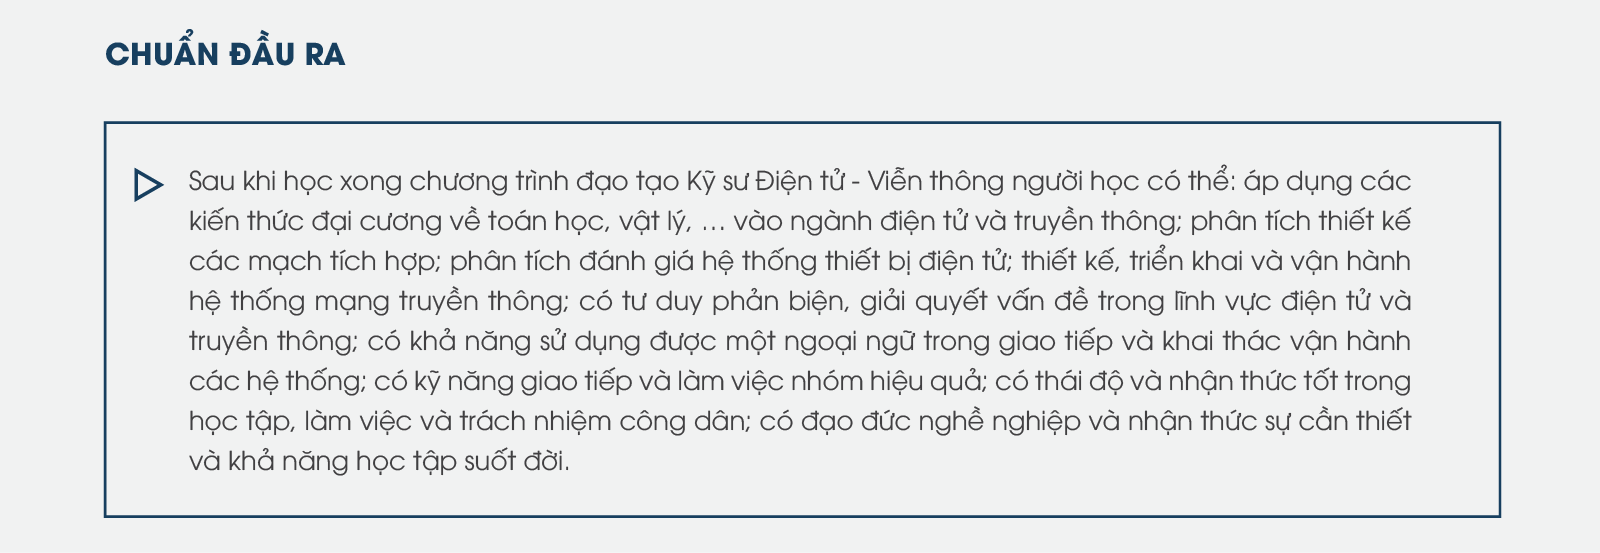 CHUẨN ĐẦU RA
Sau khi học xong chương trình đạo tạo Kỹ sư Điện tử - Viễn thông người học có thể: áp dụng các
kiến thức đại cương về toán học, vật lý, ... vào ngành điện tử và truyền thông; phân tích thiết kế
các mạch tích hợp; phân tích đánh giá hệ thống thiết bị điện tử; thiết kế, triển khai và vận hành
hệ thống mạng truyền thông; có tư duy phản biện, giải quyết vấn đề trong lĩnh vực điện tử và
truyền thông; có khả năng sử dụng được một ngoại ngữ trong giao tiếp và khai thác vận hành
các hệ thống; có kỹ năng giao tiếp và làm việc nhóm hiệu quả; có thái độ và nhận thức tốt trong
học tập, làm việc và trách nhiệm công dân; có đạo đức nghề nghiệp và nhận thức sự cần thiết
và khả năng học tập suốt đời.